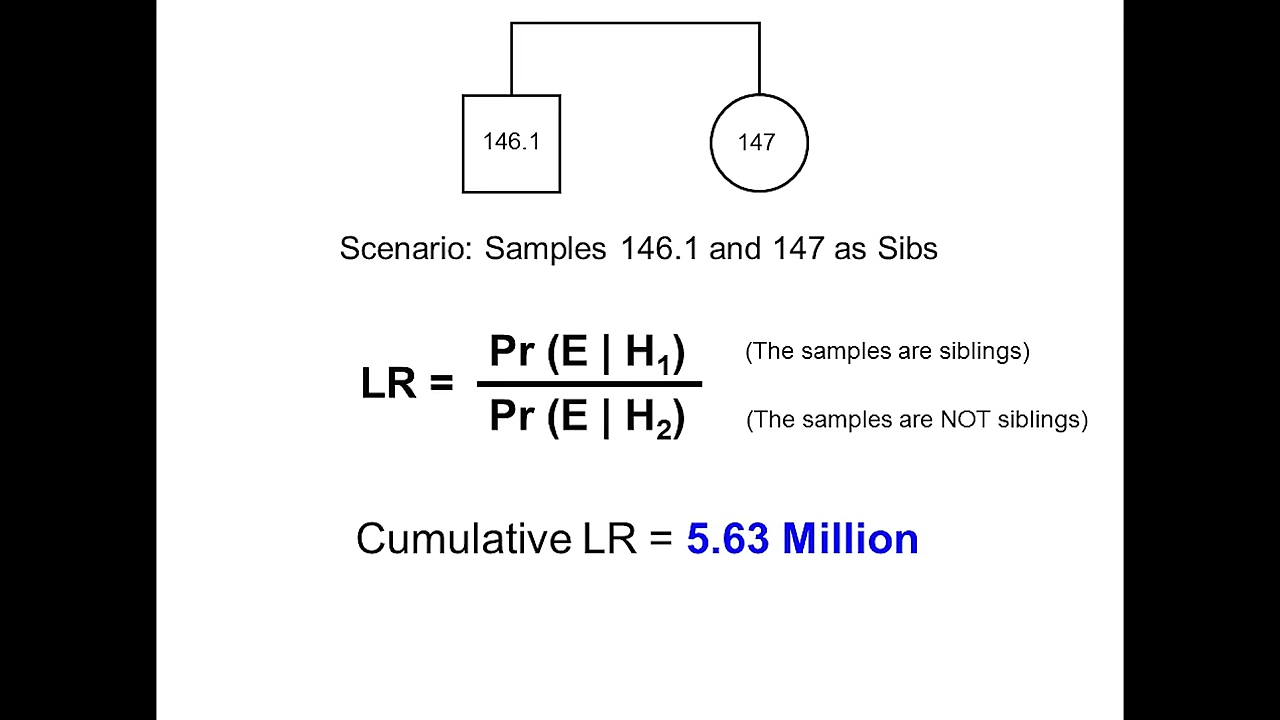 146.1
147
Scenario: Samples 146.1 and 147 as Sibs
LR = Pr (E | H₁) / Pr (E | H₂)
(The samples are siblings)
(The samples are NOT siblings)
Cumulative LR = 5.63 Million